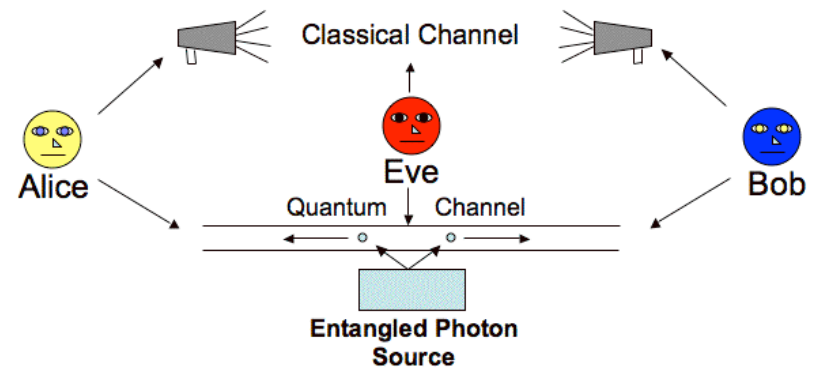 Classical Channel
Alice
Eve
Bob
Quantum Channel
Entangled Photon
Source